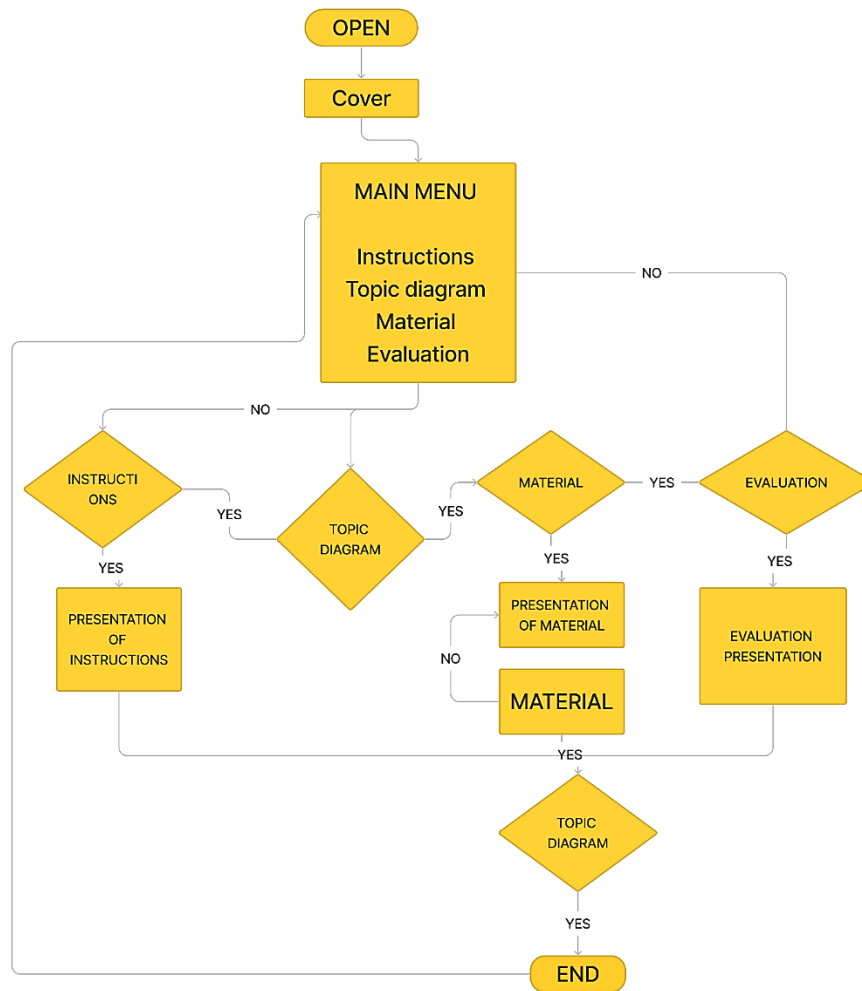 OPEN
Cover
MAIN MENU
Instructions
Topic diagram
Material
Evaluation
NO
NO
INSTRUCTI
ONS
YES
TOPIC
DIAGRAM
YES
MATERIAL
YES
EVALUATION
YES
YES
YES
PRESENTATION
OF
INSTRUCTIONS
PRESENTATION
OF MATERIAL
EVALUATION
PRESENTATION
NO
MATERIAL
YES
TOPIC
DIAGRAM
YES
END